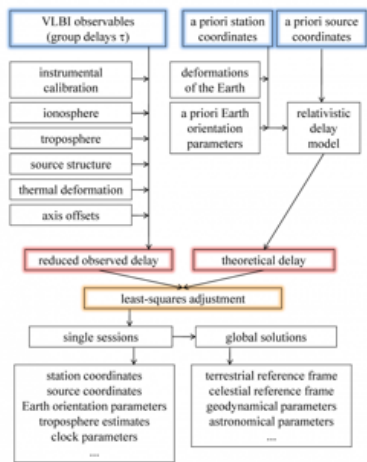 VLBI observables
(group delays τ)
a priori station
coordinates
a priori source
coordinates
instrumental
calibration
ionosphere
troposphere
source structure
thermal deformation
axis offsets
deformations
of the Earth
a priori Earth
orientation
parameters
relativistic
delay
model
reduced observed delay
theoretical delay
least-squares adjustment
single sessions
global solutions
station coordinates
source coordinates
Earth orientation parameters
troposphere estimates
clock parameters
...
terrestrial reference frame
celestial reference frame
geodynamical parameters
astronomical parameters
...